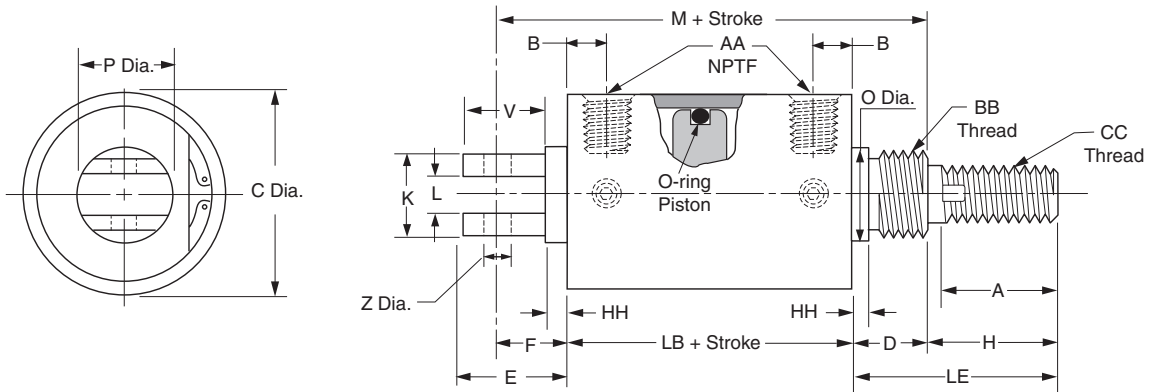 M + Stroke
B
AA
NPTF
B
P Dia.
V
O Dia.
BB
Thread
CC
Thread
C Dia.
K
L
O-ring
Piston
Z Dia.
A
HH
HH
F
LB + Stroke
D
H
E
LE